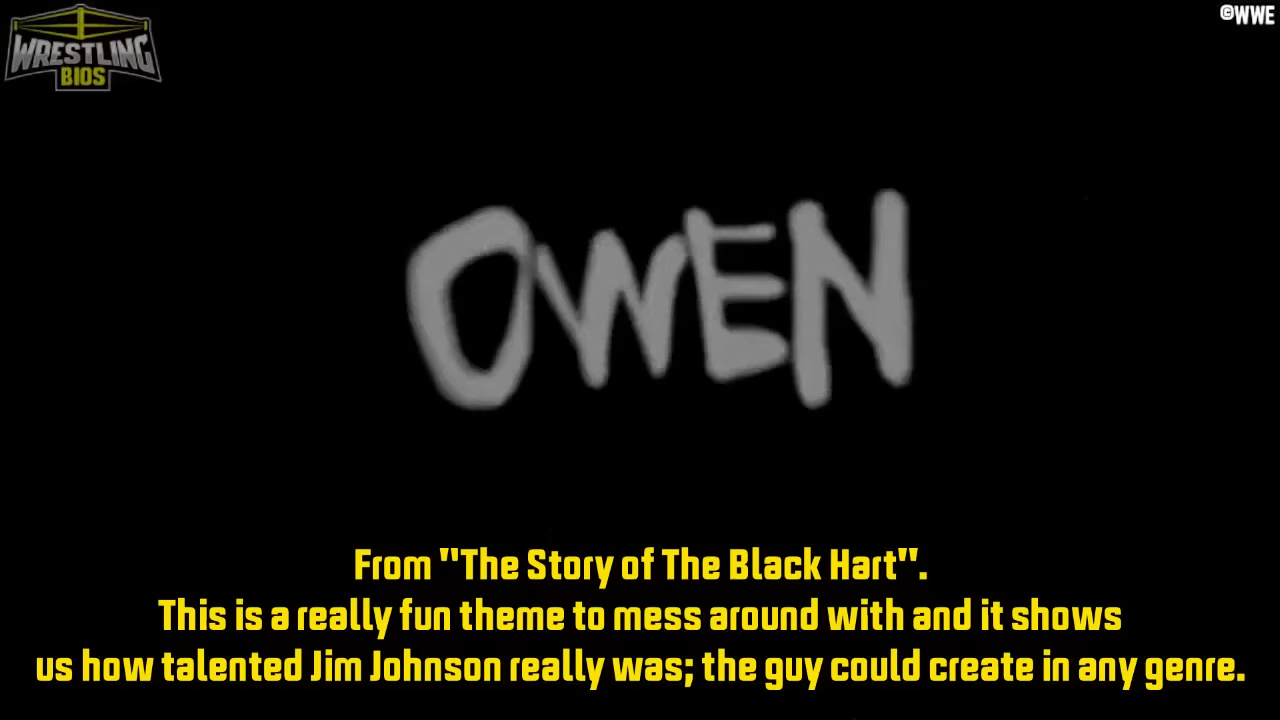 WRESTLING
BIOS
©WWE
OWEN
From "The Story of The Black Hart".
This is a really fun theme to mess around with and it shows
us how talented Jim Johnson really was; the guy could create in any genre.